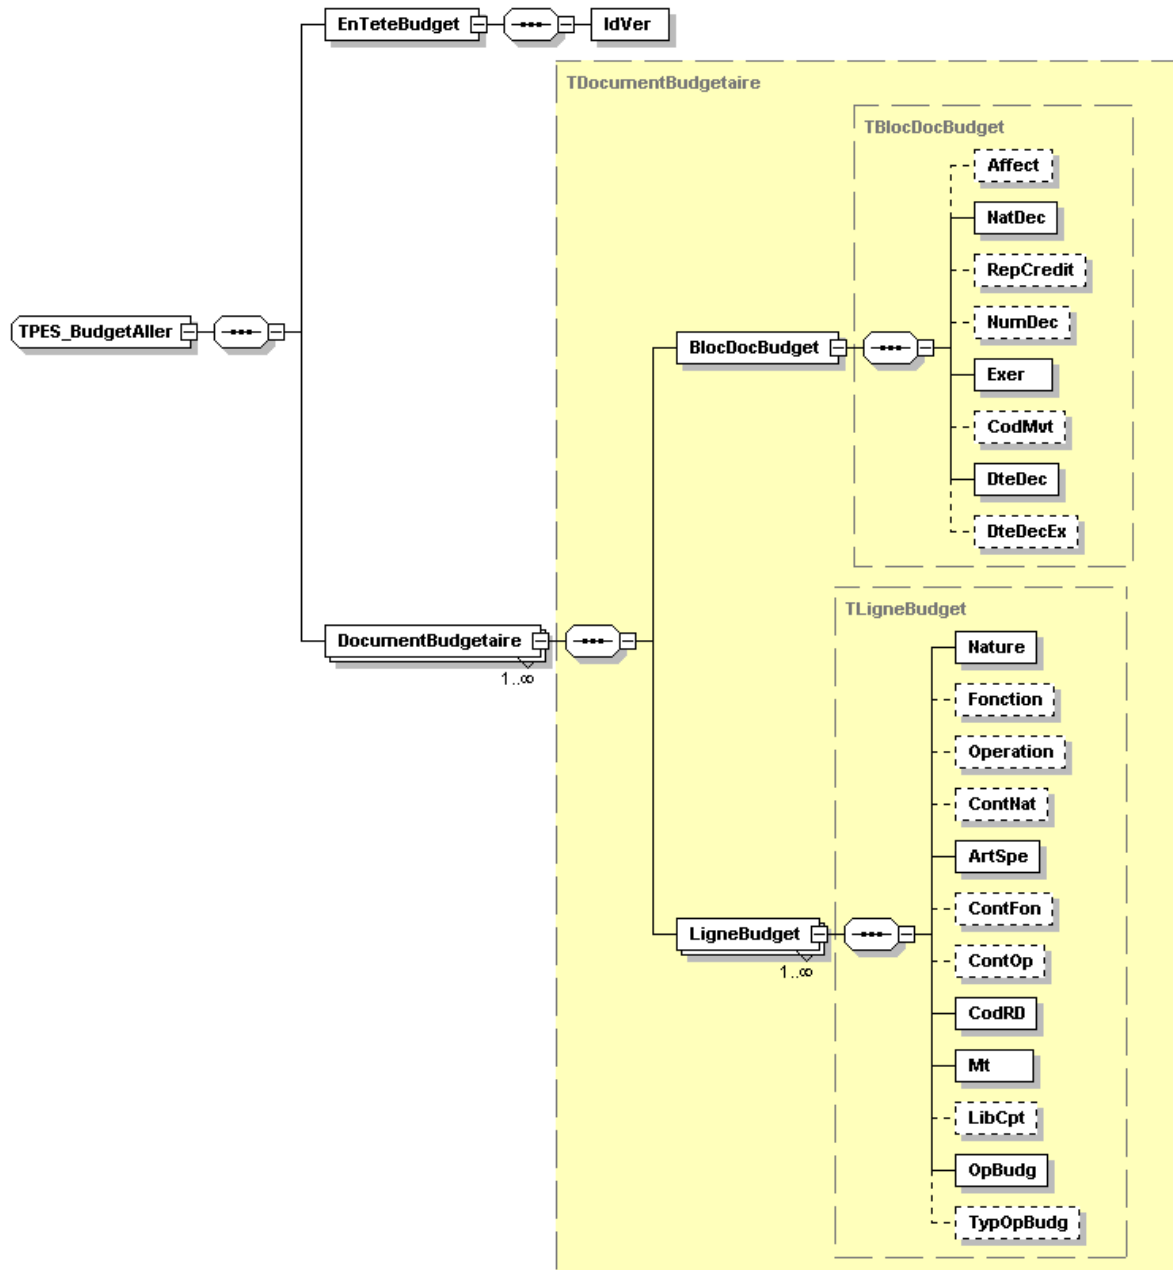 EnTeteBudget
IdVer
TDocumentBudgetaire
TBlocDocBudget
Affect
NatDec
RepCredit
NumDec
TPES_BudgetAller
BlocDocBudget
Exer
CodMvt
DteDec
DteDecEx
TLigneBudget
DocumentBudgetaire
1..∞
Nature
Fonction
Operation
ContNat
ArtSpe
ContFon
LigneBudget
1..∞
ContOp
CodRD
Mt
LibCpt
OpBudg
TypOpBudg